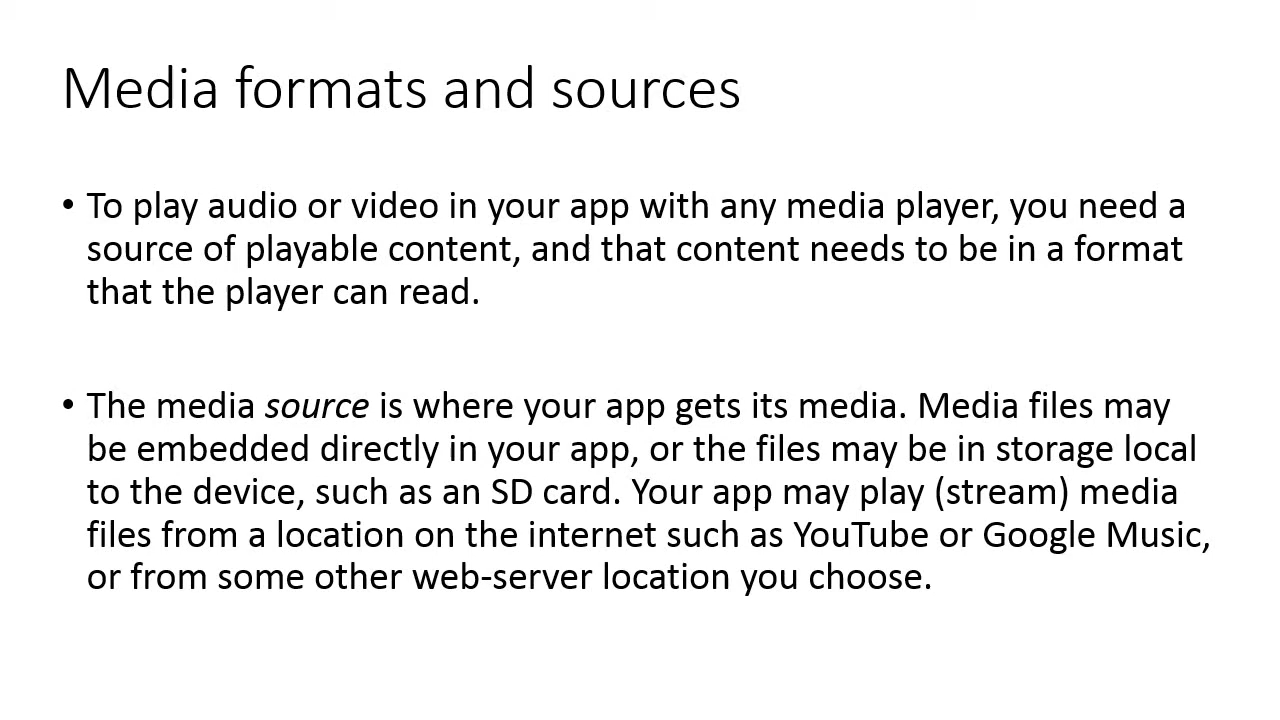 Media formats and sources
• To play audio or video in your app with any media player, you need a
source of playable content, and that content needs to be in a format
that the player can read.
• The media source is where your app gets its media. Media files may
be embedded directly in your app, or the files may be in storage local
to the device, such as an SD card. Your app may play (stream) media
files from a location on the internet such as YouTube or Google Music,
or from some other web-server location you choose.